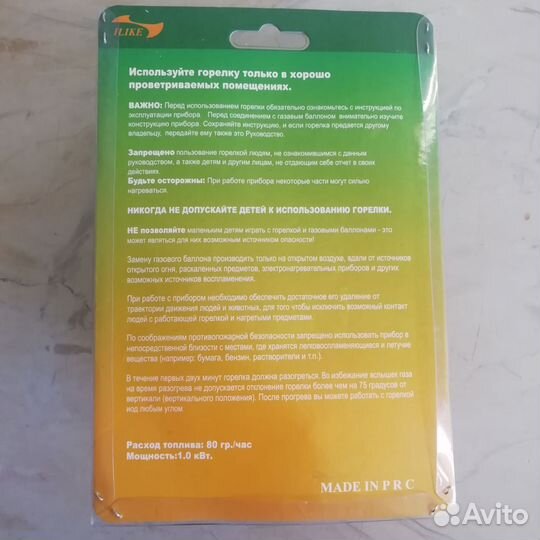 ILIKE
Используйте горелку только в хорошо
проветриваемых помещениях.
ВАЖНО: Перед использованием горелки обязательно ознакомьтесь с инструкцией по
эксплуатации прибора Перед соединением с газовым баллоном внимательно изучите
конструкцию прибора. Сохраняйте инструкцию, и если горелка предается другому
владельцу, передайте ему также это Руководство.
Запрещено пользование горелкой людям, не ознакомившимся с данным
руководством, а также детям и другим лицам, не отдающим себе отчет в своих
действиях.
Будьте осторожны: При работе прибора некоторые части могут сильно
нагреваться.
НИКОГДА НЕ ДОПУСКАЙТЕ ДЕТЕЙ К ИСПОЛЬЗОВАНИЮ ГОРЕЛКИ.
НЕ позволяйте маленьким детям играть с горелкой и газовыми баллонами - это
может являться для них возможным источником опасности!
Замену газового баллона производить только на открытом воздухе, вдали от источников
открытого огня, раскаленных предметов, электронагревательных приборов и других
возможных источников воспламенения.
При работе с прибором необходимо обеспечить достаточное его удаление от
траектории движения людей и животных, для того чтобы исключить возможный контакт
людей с работающей горелкой и нагретыми предметами.
По соображениям противопожарной безопасности запрещено использовать прибор в
непосредственной близости с местами, где хранятся легковоспламеняющиеся и летучие
вещества (например: бумага, бензин, растворители и т.п.).
В течение первых двух минут горелка должна разогреться. Во избежание вспышек газа
на время разогрева не допускается отклонение горелки более чем на 75 градусов от
вертикали (вертикального положения). После прогрева вы можете работать с горелкой
иод любым углом
Расход топлива: 80 гр./час
Мощность:1.0 кВт.
MADE IN P R C
Avito